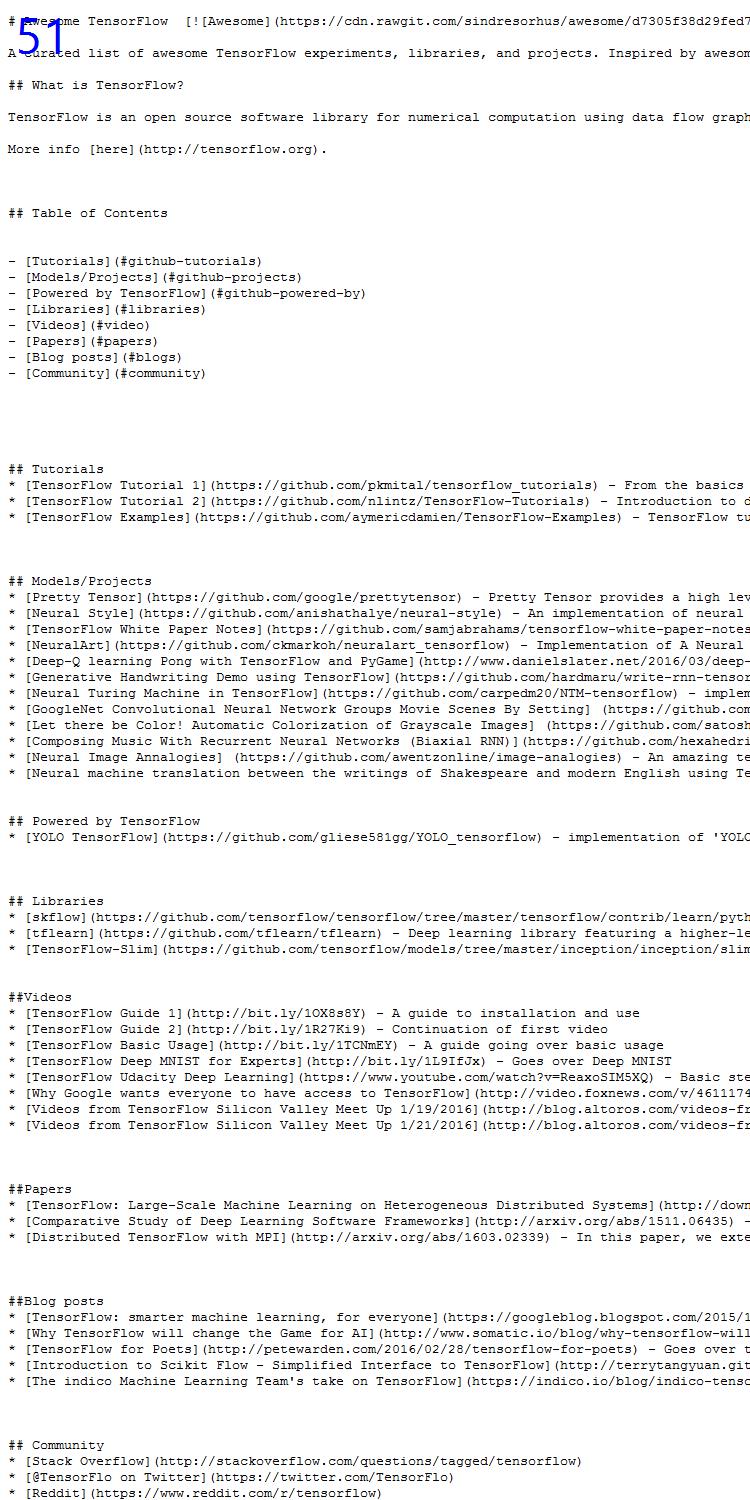 51
# Awesome TensorFlow [![Awesome](https://cdn.rawgit.com/sindresorhus/awesome/d7305f38d29fed7
A curated list of awesome TensorFlow experiments, libraries, and projects. Inspired by awesom
## What is TensorFlow?
TensorFlow is an open source software library for numerical computation using data flow graph
More info [here](http://tensorflow.org).
## Table of Contents
- [Tutorials](#github-tutorials)
- [Models/Projects](#github-projects)
- [Powered by TensorFlow](#github-powered-by)
- [Libraries](#libraries)
- [Videos](#video)
- [Papers](#papers)
- [Blog posts](#blogs)
- [Community](#community)
## Tutorials
* [TensorFlow Tutorial 1](https://github.com/pkmital/tensorflow_tutorials) - From the basics
* [TensorFlow Tutorial 2](https://github.com/nlintz/TensorFlow-Tutorials) - Introduction to d
* [TensorFlow Examples](https://github.com/aymericdamien/TensorFlow-Examples) - TensorFlow tu
## Models/Projects
* [Pretty Tensor](https://github.com/google/prettytensor) - Pretty Tensor provides a high lev
* [Neural Style](https://github.com/anishathalye/neural-style) - An implementation of neural
* [TensorFlow White Paper Notes](https://github.com/samjabrahams/tensorflow-white-paper-notes
* [NeuralArt](https://github.com/ckmarkoh/neuralart_tensorflow) - Implementation of A Neural
* [Deep-Q learning Pong with TensorFlow and PyGame](http://www.danielslater.net/2016/03/deep-
* [Generative Handwriting Demo using TensorFlow](https://github.com/hardmaru/write-rnn-tensor
* [Neural Turing Machine in TensorFlow](https://github.com/carpedm20/NTM-tensorflow) - implem
* [GoogleNet Convolutional Neural Network Groups Movie Scenes By Setting] (https://github.com
* [Let there be Color! Automatic Colorization of Grayscale Images] (https://github.com/satosh
* [Composing Music With Recurrent Neural Networks (Biaxial RNN)](https://github.com/hexahedri
* [Neural Image Annalogies] (https://github.com/awentzonline/image-analogies) - An amazing te
* [Neural machine translation between the writings of Shakespeare and modern English using Te
## Powered by TensorFlow
* [YOLO TensorFlow](https://github.com/gliese581gg/YOLO_tensorflow) - implementation of 'YOLO
## Libraries
* [skflow](https://github.com/tensorflow/tensorflow/tree/master/tensorflow/contrib/learn/pyth
* [tflearn](https://github.com/tflearn/tflearn) - Deep learning library featuring a higher-le
* [TensorFlow-Slim](https://github.com/tensorflow/models/tree/master/inception/inception/slim
##Videos
* [TensorFlow Guide 1](http://bit.ly/1OX8s8Y) - A guide to installation and use
* [TensorFlow Guide 2](http://bit.ly/1R27Ki9) - Continuation of first video
* [TensorFlow Basic Usage](http://bit.ly/1TCNmEY) - A guide going over basic usage
* [TensorFlow Deep MNIST for Experts](http://bit.ly/1L9IfJx) - Goes over Deep MNIST
* [TensorFlow Udacity Deep Learning](https://www.youtube.com/watch?v=ReaxoSIM5XQ) - Basic ste
* [Why Google wants everyone to have access to TensorFlow](http://video.foxnews.com/v/4611174
* [Videos from TensorFlow Silicon Valley Meet Up 1/19/2016](http://blog.altoros.com/videos-fr
* [Videos from TensorFlow Silicon Valley Meet Up 1/21/2016](http://blog.altoros.com/videos-fr
##Papers
* [TensorFlow: Large-Scale Machine Learning on Heterogeneous Distributed Systems](http://down
* [Comparative Study of Deep Learning Software Frameworks](http://arxiv.org/abs/1511.06435) -
* [Distributed TensorFlow with MPI](http://arxiv.org/abs/1603.02339) - In this paper, we exte
##Blog posts
* [TensorFlow: smarter machine learning, for everyone](https://googleblog.blogspot.com/2015/1
* [Why TensorFlow will change the Game for AI](http://www.somatic.io/blog/why-tensorflow-will
* [TensorFlow for Poets](http://petewarden.com/2016/02/28/tensorflow-for-poets) - Goes over t
* [Introduction to Scikit Flow - Simplified Interface to TensorFlow](http://terrytangyuan.git
* [The indico Machine Learning Team's take on TensorFlow](https://indico.io/blog/indico-tenso
## Community
* [Stack Overflow](http://stackoverflow.com/questions/tagged/tensorflow)
* [@TensorFlo on Twitter](https://twitter.com/TensorFlo)
* [Reddit](https://www.reddit.com/r/tensorflow)